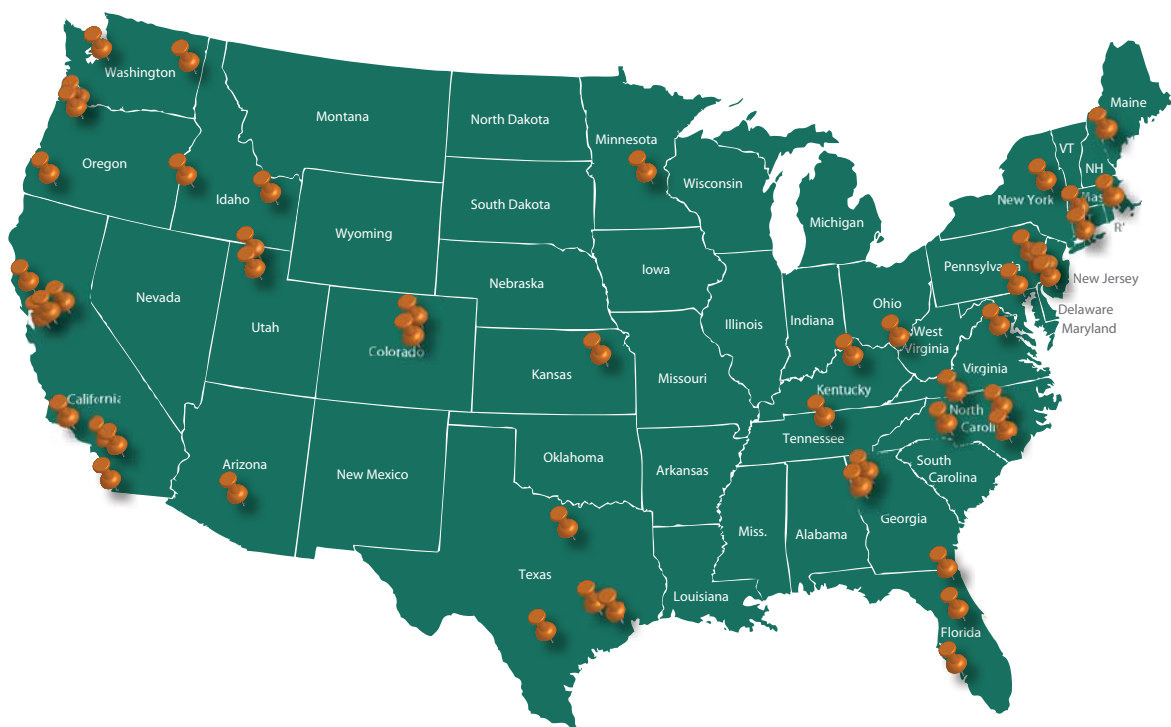 Washington
Montana
North Dakota
Minnesota
Maine
VT
NH
Oregon
Idaho
Wyoming
South Dakota
Wisconsin
Michigan
New York
Mas
Nevada
Utah
Colorado
Nebraska
Iowa
Illinois
Indiana
Ohio
Pennsylvania
New Jersey
Delaware
Maryland
West
Virginia
Virginia
Kansas
Missouri
Kentucky
California
Arizona
New Mexico
Oklahoma
Arkansas
Tennessee
North
Caroli
South
Carolina
Texas
Louisiana
Miss.
Alabama
Georgia
Florida